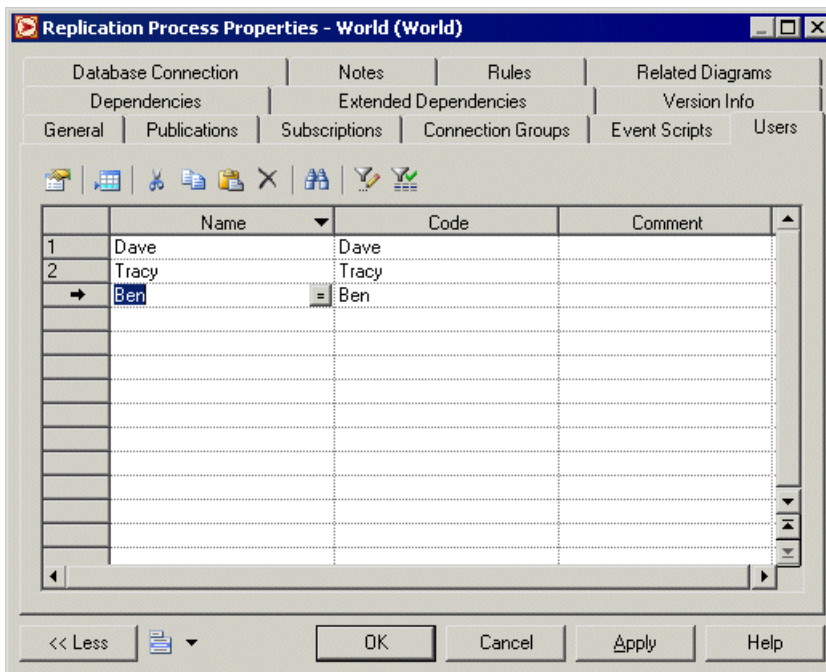 Replication Process Properties - World (World)
Database Connection Notes Rules Related Diagrams
Dependencies Extended Dependencies Version Info
General Publications Subscriptions Connection Groups Event Scripts Users
Name Code Comment
1 Dave Dave
2 Tracy Tracy
Ben = Ben
<< Less OK Cancel Apply Help